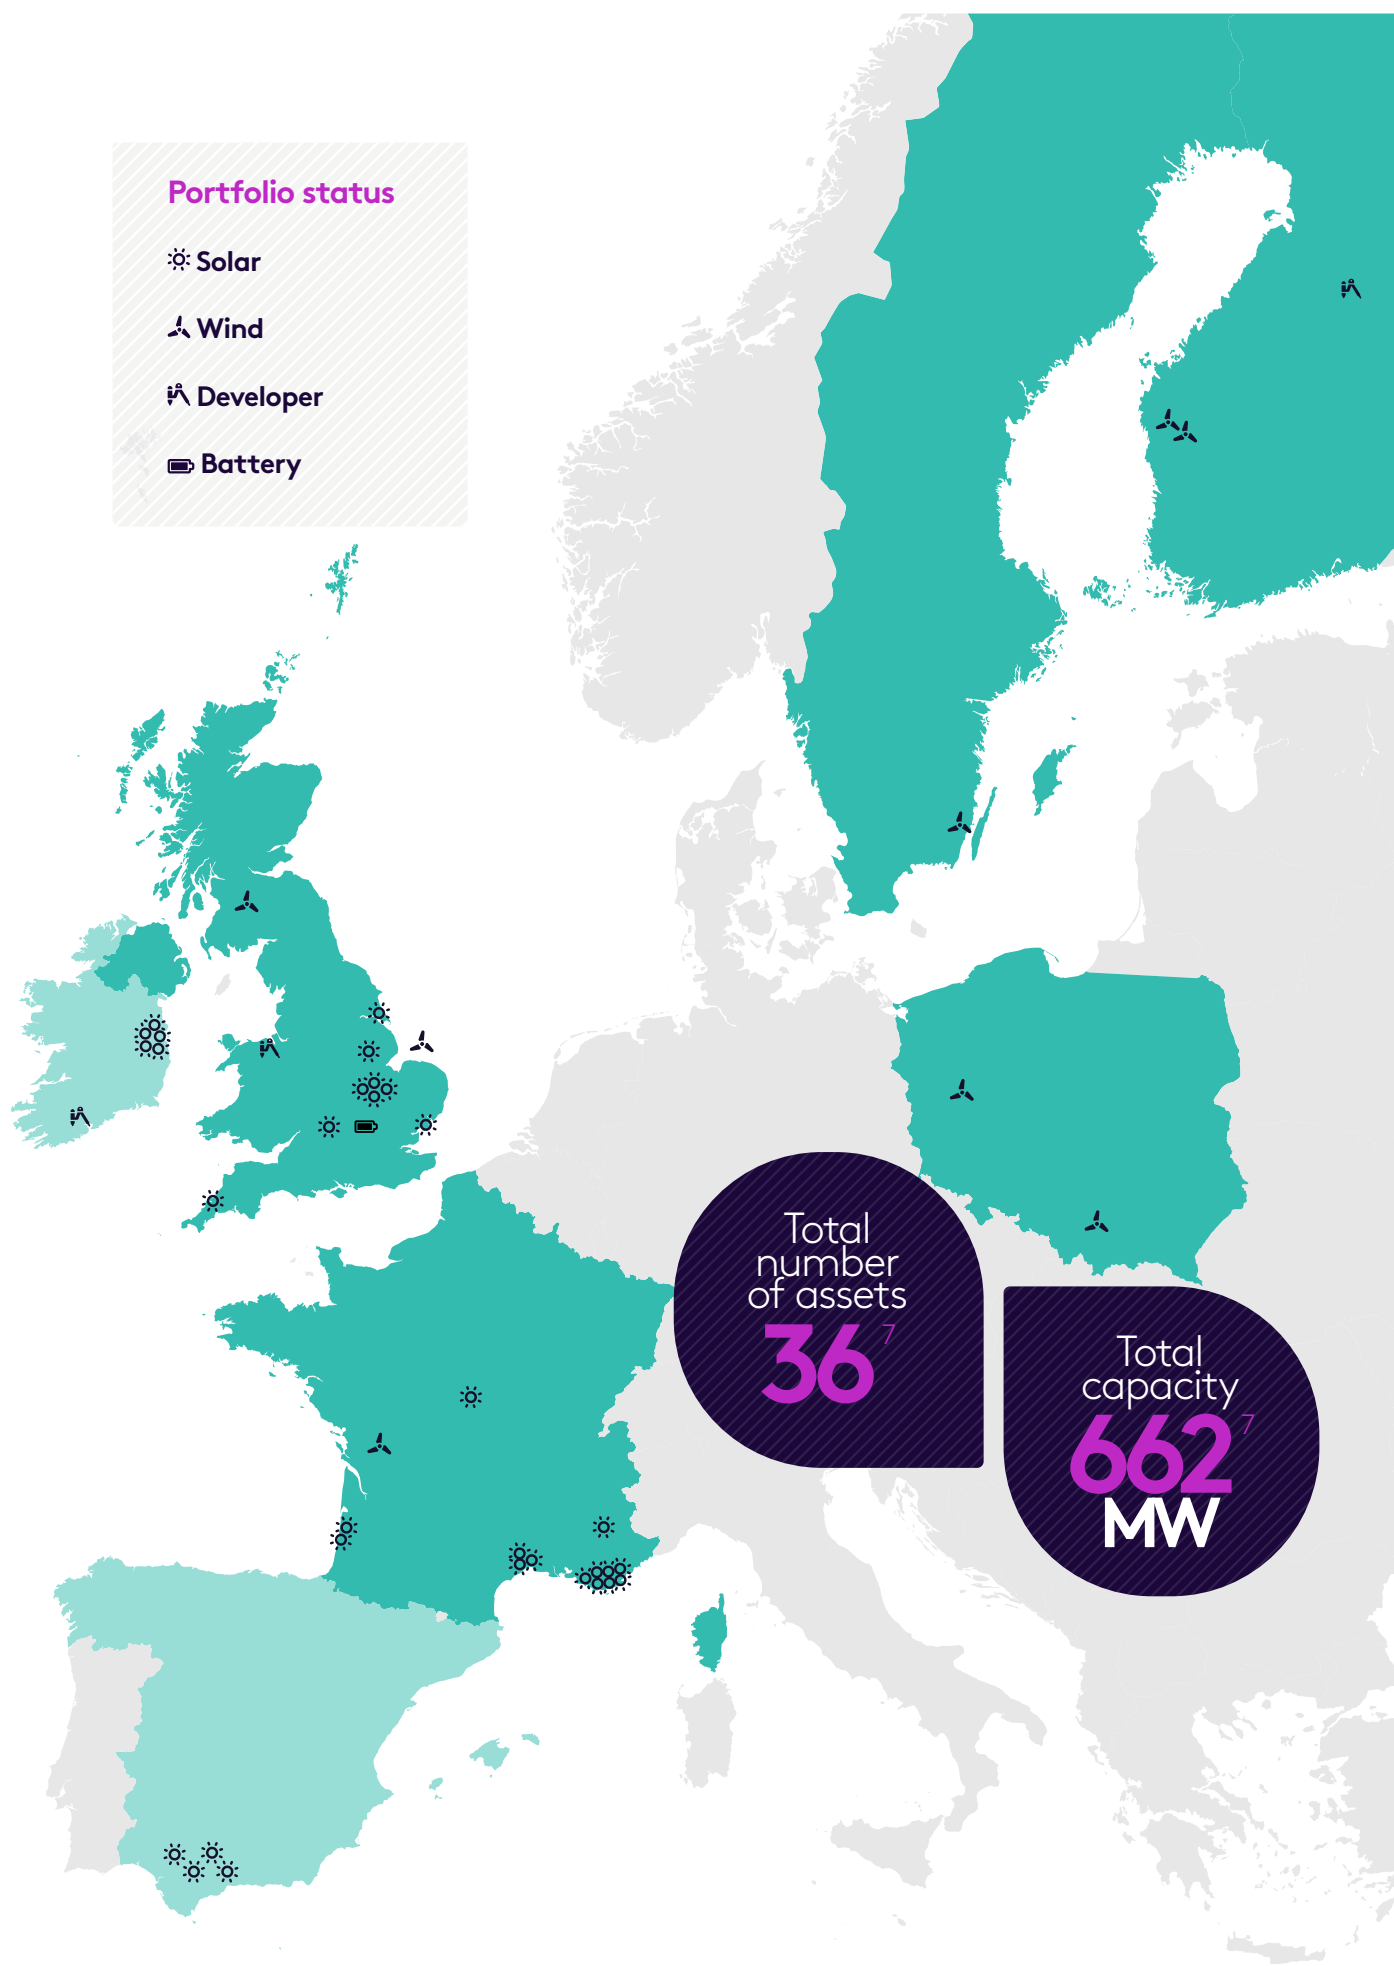 Portfolio status
Solar
Wind
Developer
Battery
Total
number
of assets
36 7
Total
capacity
662 7
MW